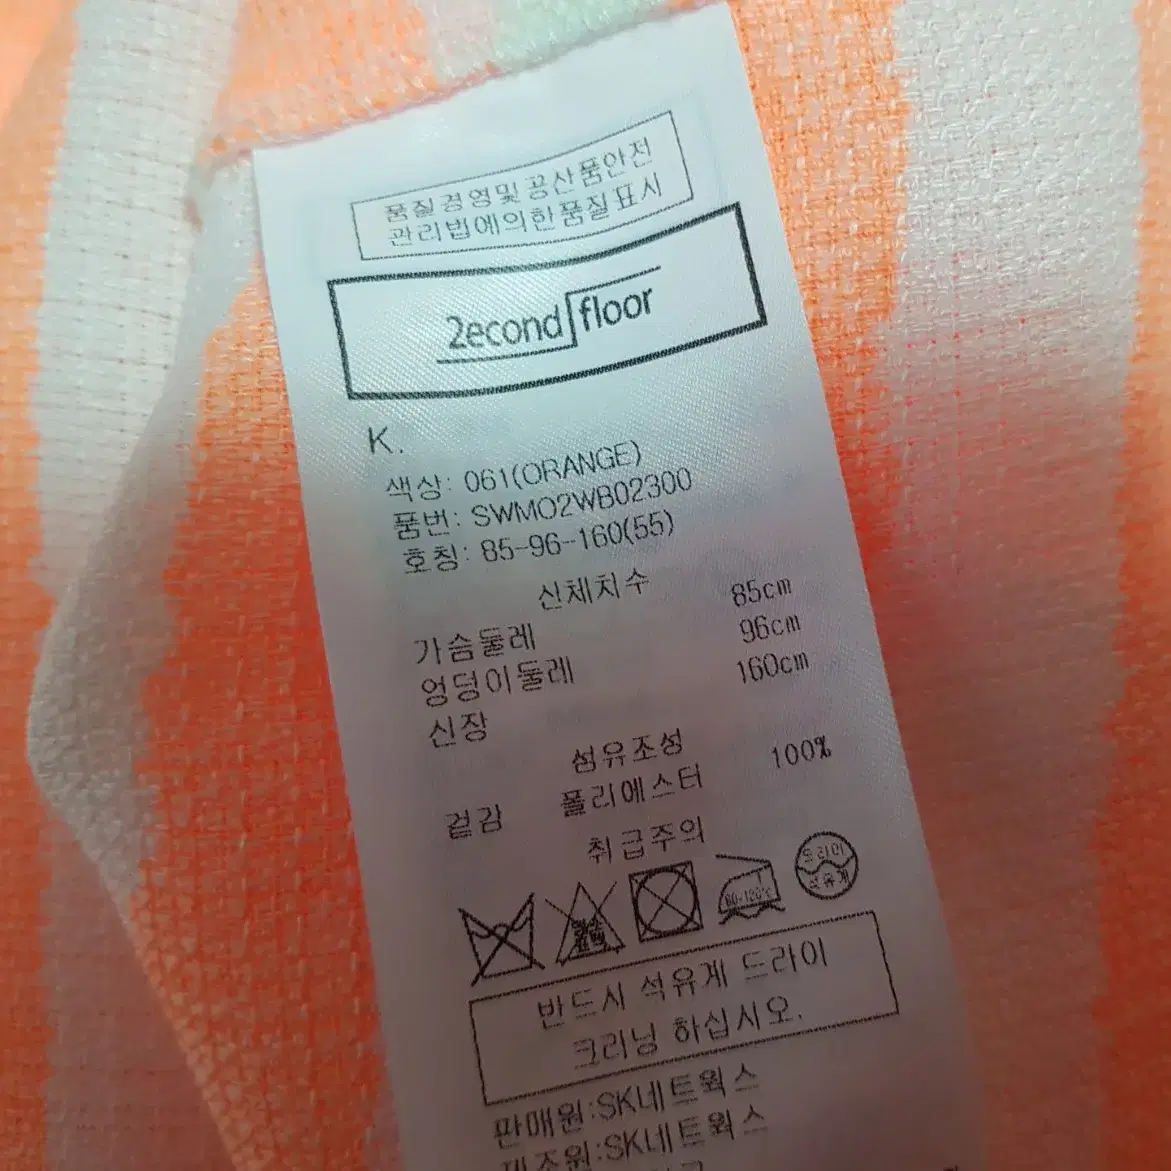 품질경영및 공산품안전
관리법에의한품질표시
2econd floor
K.
색상: 061(ORANGE)
품번: SWMO2WB02300
호칭: 85-96-160(55)
신체치수
가슴둘레 85cm
엉덩이둘레 96cm
신장 160cm
섬유조성
겉감 폴리에스터 100%
취급주의
80~120℃
드라이
석유계
반드시 석유계 드라이
크리닝 하십시오.
판매원:SK네트웍스
제조원:SK네트웍스